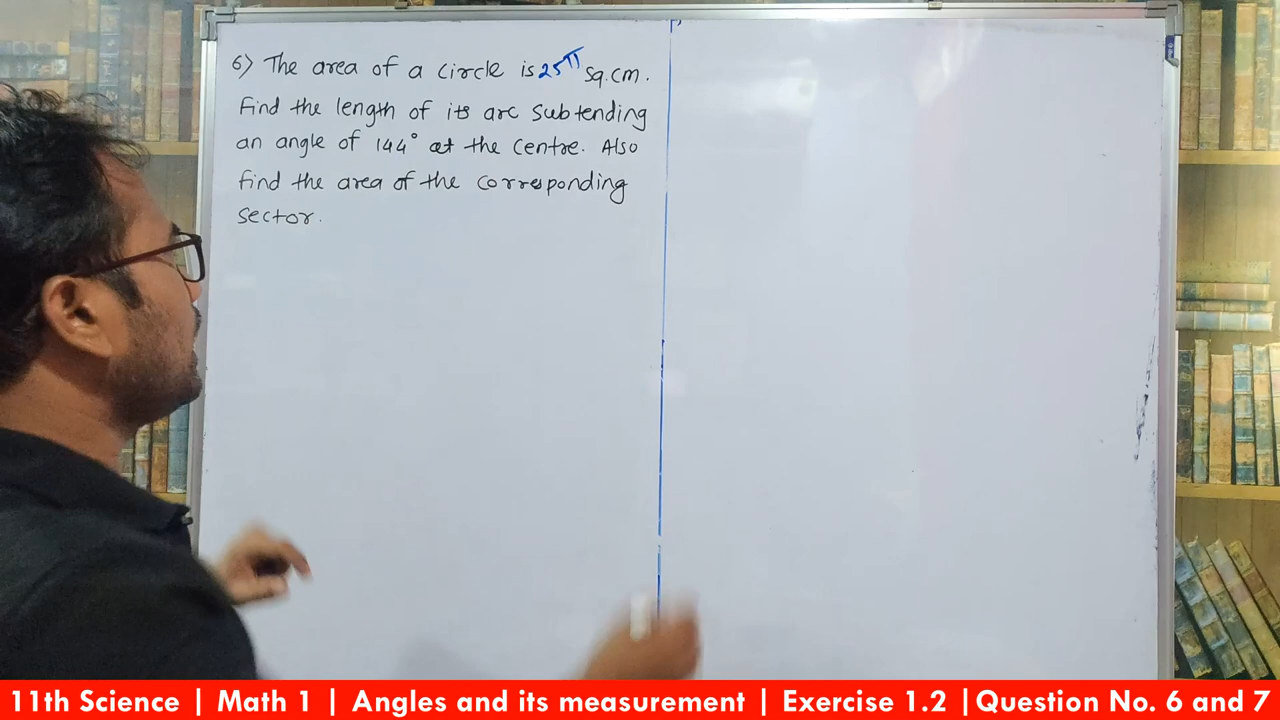 6) The area of a circle is 25π sq.cm.
Find the length of its arc subtending
an angle of 144° at the centre. Also
find the area of the corresponding
sector.
11th Science | Math 1 | Angles and its measurement | Exercise 1.2 |Question No. 6 and 7